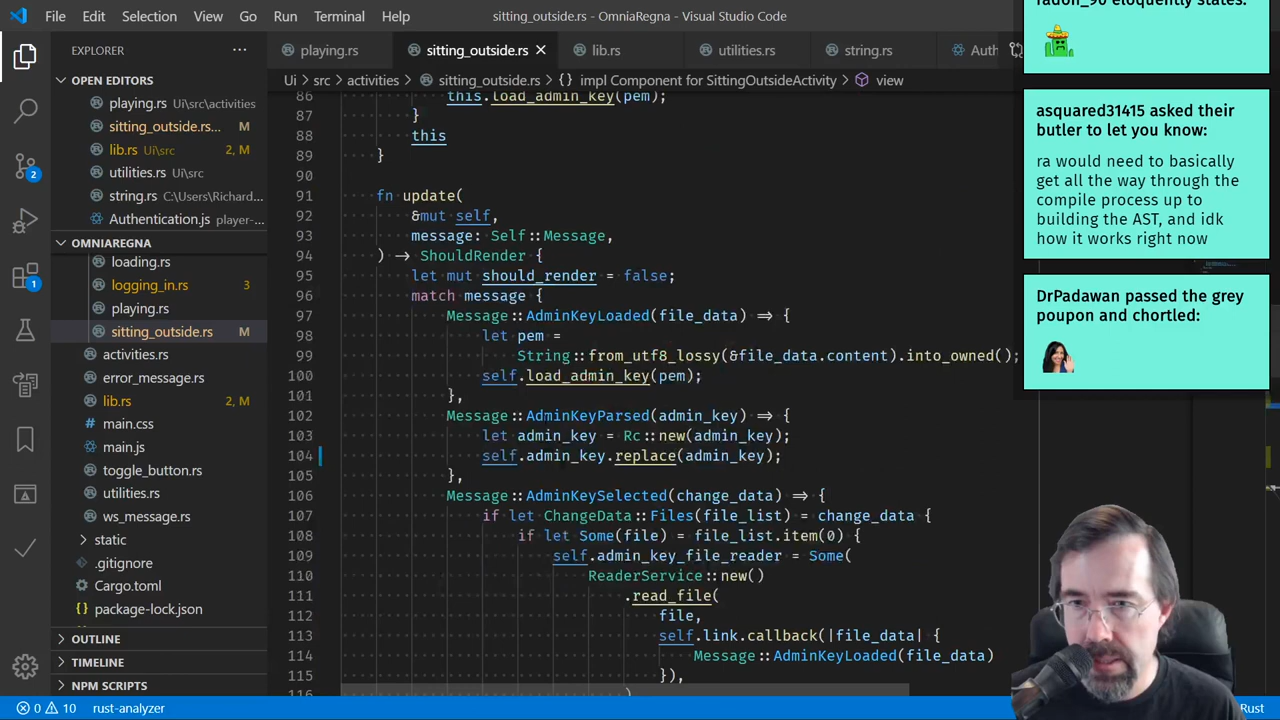 File Edit Selection View Go Run Terminal Help
sitting_outside.rs - OmniaRegna - Visual Studio Code
EXPLORER
OPEN EDITORS
playing.rs Ui\src\activities
sitting_outside.rs... M
lib.rs Ui\src 2, M
utilities.rs Ui\src
string.rs C:\Users\Richard...
Authentication.js player-...
OMNIAREGNA
loading.rs
logging_in.rs 3
playing.rs
sitting_outside.rs M
activities.rs
error_message.rs
lib.rs 2, M
main.css
main.js
toggle_button.rs
utilities.rs
ws_message.rs
static
.gitignore
Cargo.toml
package-lock.json
OUTLINE
TIMELINE
NPM SCRIPTS
2
1
playing.rs
sitting_outside.rs
lib.rs
utilities.rs
string.rs
Auth
Ui > src > activities > sitting_outside.rs > {} impl Component for SittingOutsideActivity > view
86 this.load_admin_key(pem);
87 }
88 this
89 }
90
91 fn update(
92 &mut self,
93 message: Self::Message,
94 ) -> ShouldRender {
95 let mut should_render = false;
96 match message {
97 Message::AdminKeyLoaded(file_data) => {
98 let pem =
99 String::from_utf8_lossy(&file_data.content).into_owned();
100 self.load_admin_key(pem);
101 },
102 Message::AdminKeyParsed(admin_key) => {
103 let admin_key = Rc::new(admin_key);
104 self.admin_key.replace(admin_key);
105 },
106 Message::AdminKeySelected(change_data) => {
107 if let ChangeData::Files(file_list) = change_data {
108 if let Some(file) = file_list.item(0) {
109 self.admin_key_file_reader = Some(
110 ReaderService::new()
111 .read_file(
112 file,
113 self.link.callback(|file_data| {
114 Message::AdminKeyLoaded(file_data)
115 }),
116 )
radon_90 eloquently states:
asquared31415 asked their
butler to let you know:
ra would need to basically
get all the way through the
compile process up to
building the AST, and idk
how it works right now
DrPadawan passed the grey
poupon and chortled:
0 10 rust-analyzer
Rust